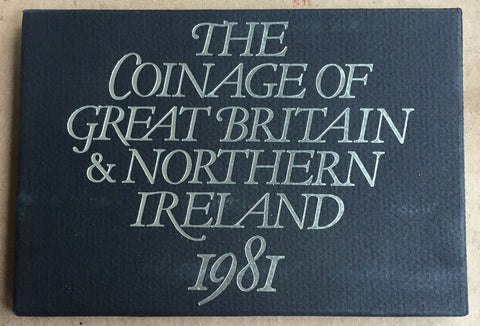 THE
COINAGE OF
GREAT BRITAIN
& NORTHERN
IRELAND
1981